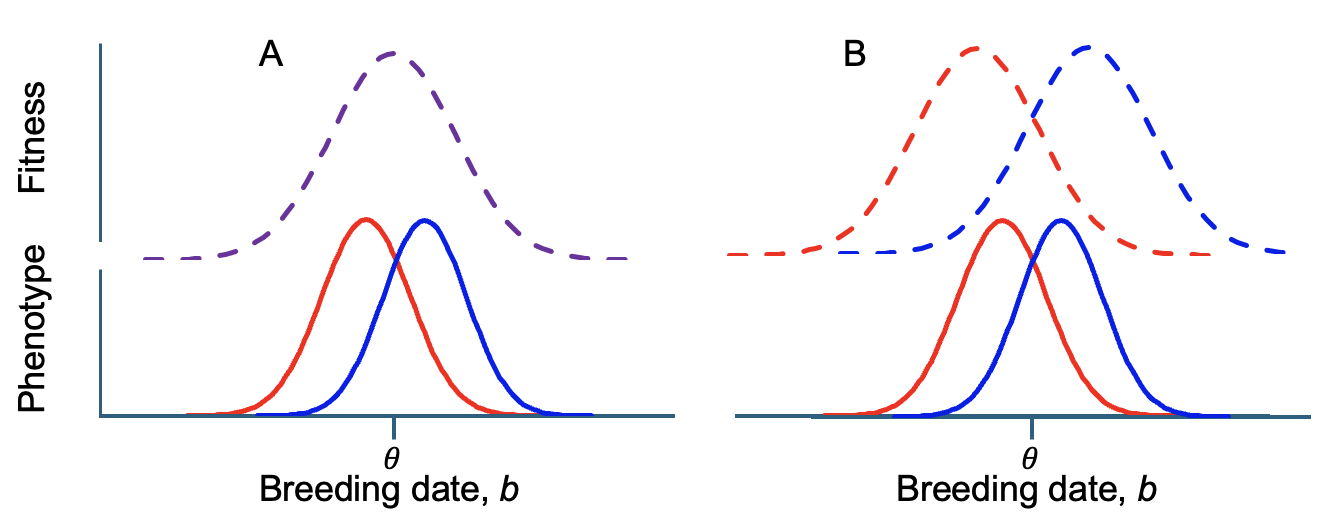 A
B
Fitness
Phenotype
θ
θ
Breeding date, b
Breeding date, b